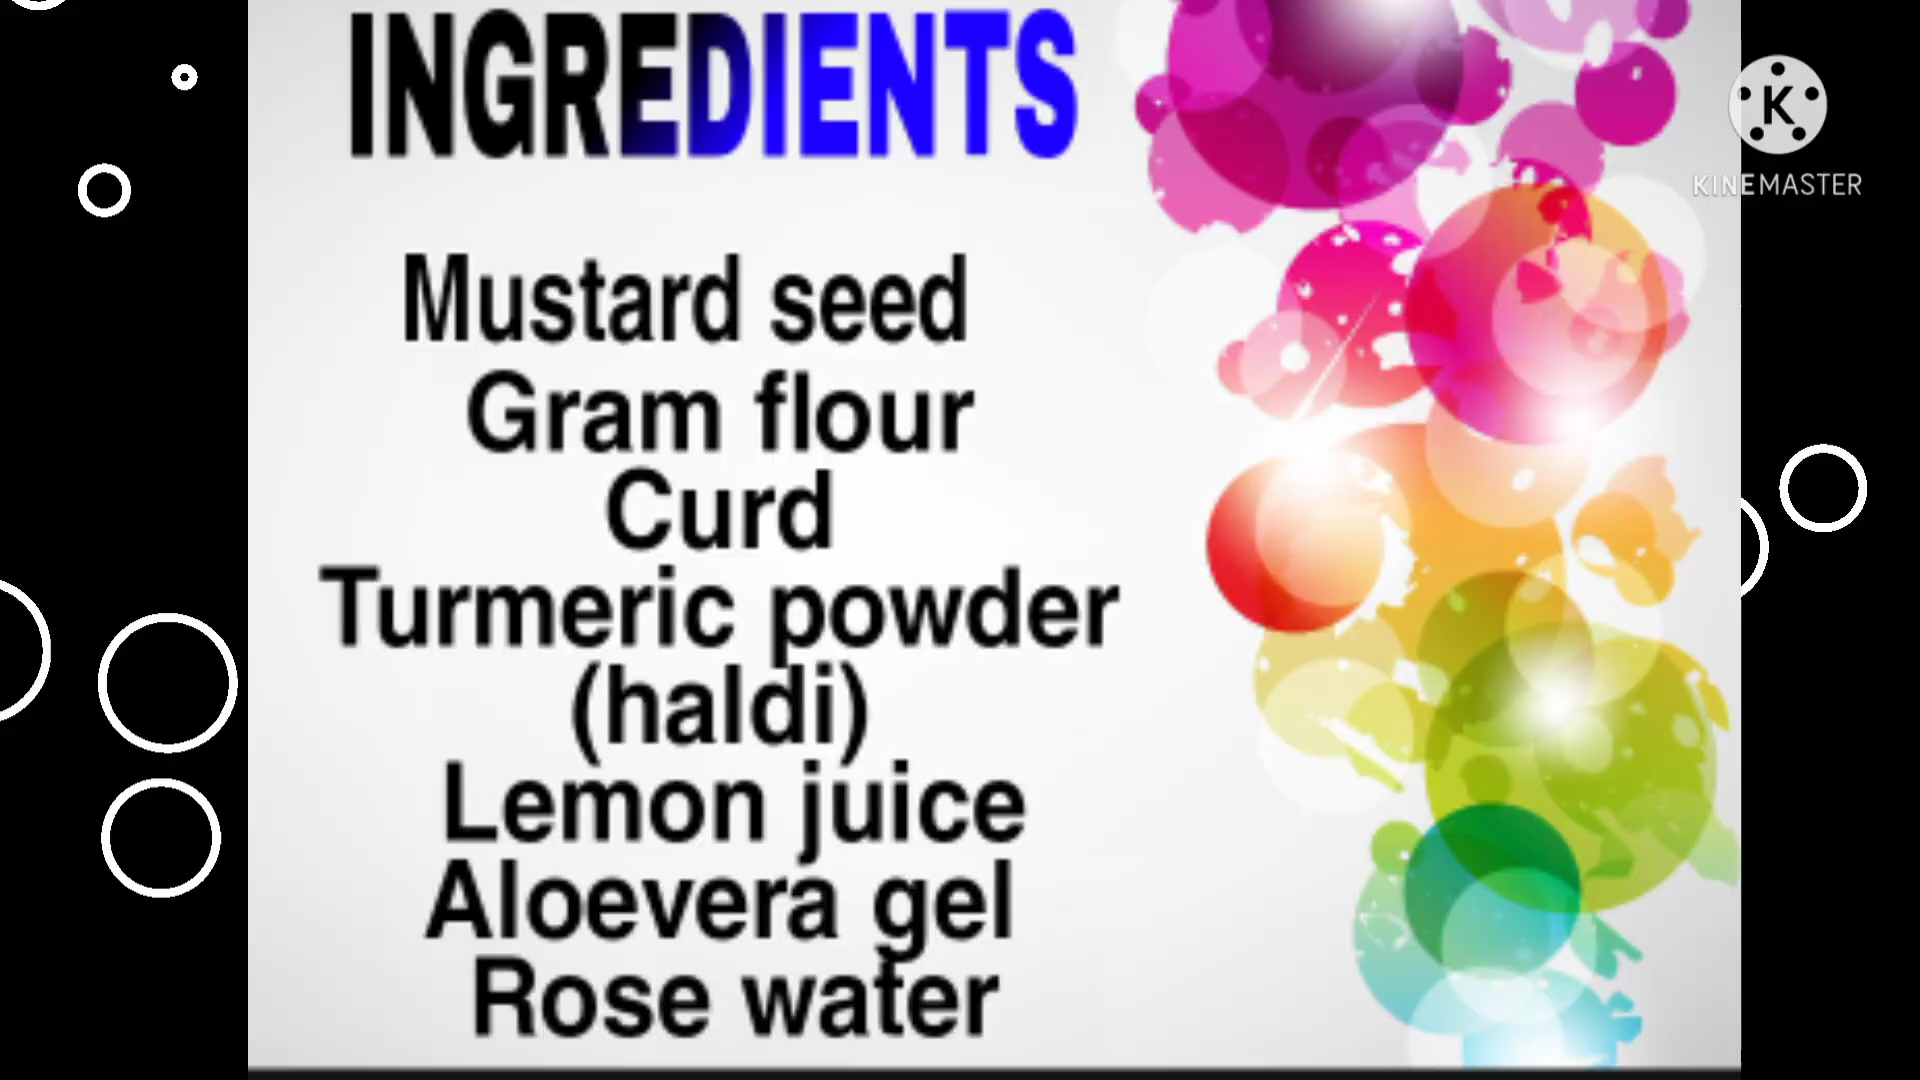 INGREDIENTS
K
KINEMASTER
Mustard seed
Gram flour
Curd
Turmeric powder
(haldi)
Lemon juice
Aloevera gel
Rose water